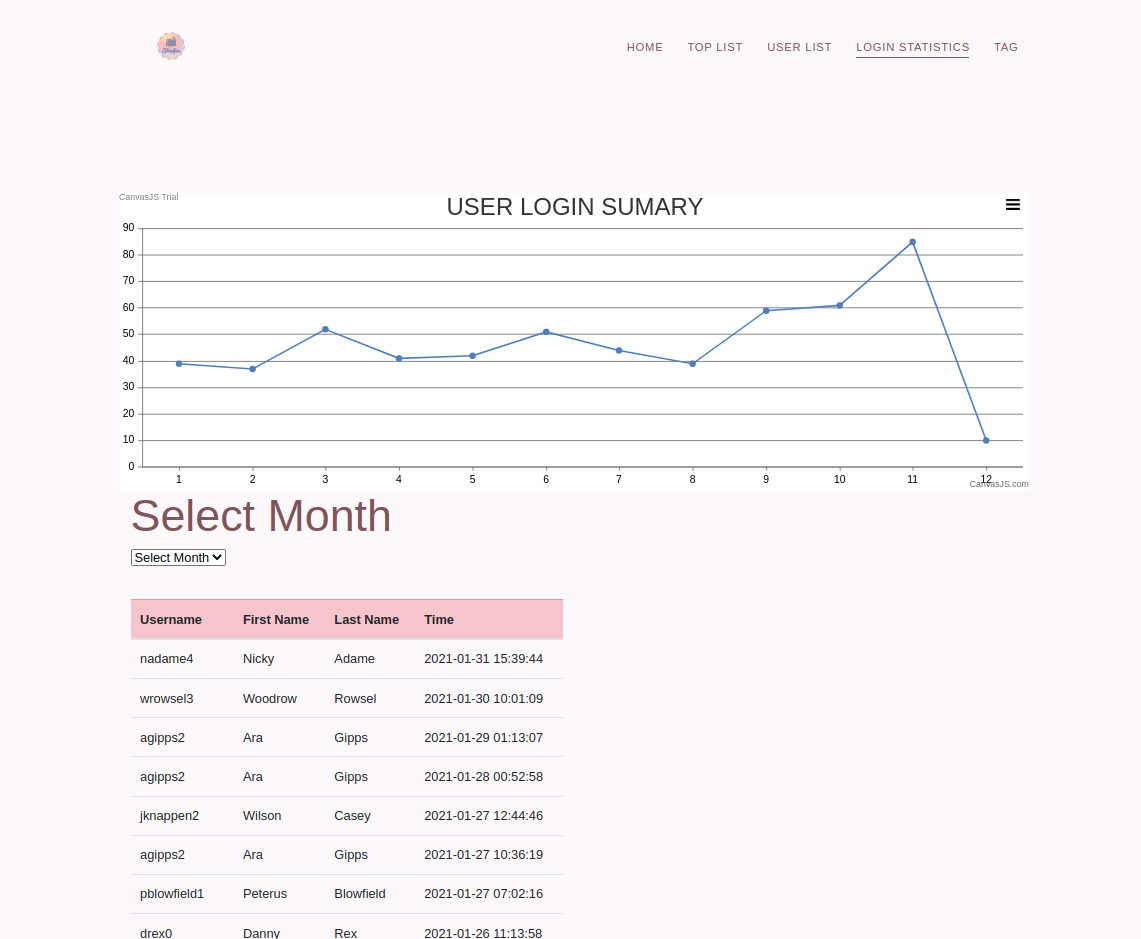 HOME TOP LIST USER LIST LOGIN STATISTICS TAG
CanvasJS Trial
USER LOGIN SUMARY
90
80
70
60
50
40
30
20
10
0
1 2 3 4 5 6 7 8 9 10 11 12
CanvasJS.com
Select Month
Select Month
Username First Name Last Name Time
nadame4 Nicky Adame 2021-01-31 15:39:44
wrowsel3 Woodrow Rowsel 2021-01-30 10:01:09
agipps2 Ara Gipps 2021-01-29 01:13:07
agipps2 Ara Gipps 2021-01-28 00:52:58
jknappen2 Wilson Casey 2021-01-27 12:44:46
agipps2 Ara Gipps 2021-01-27 10:36:19
pblowfield1 Peterus Blowfield 2021-01-27 07:02:16
drex0 Danny Rex 2021-01-26 11:13:58